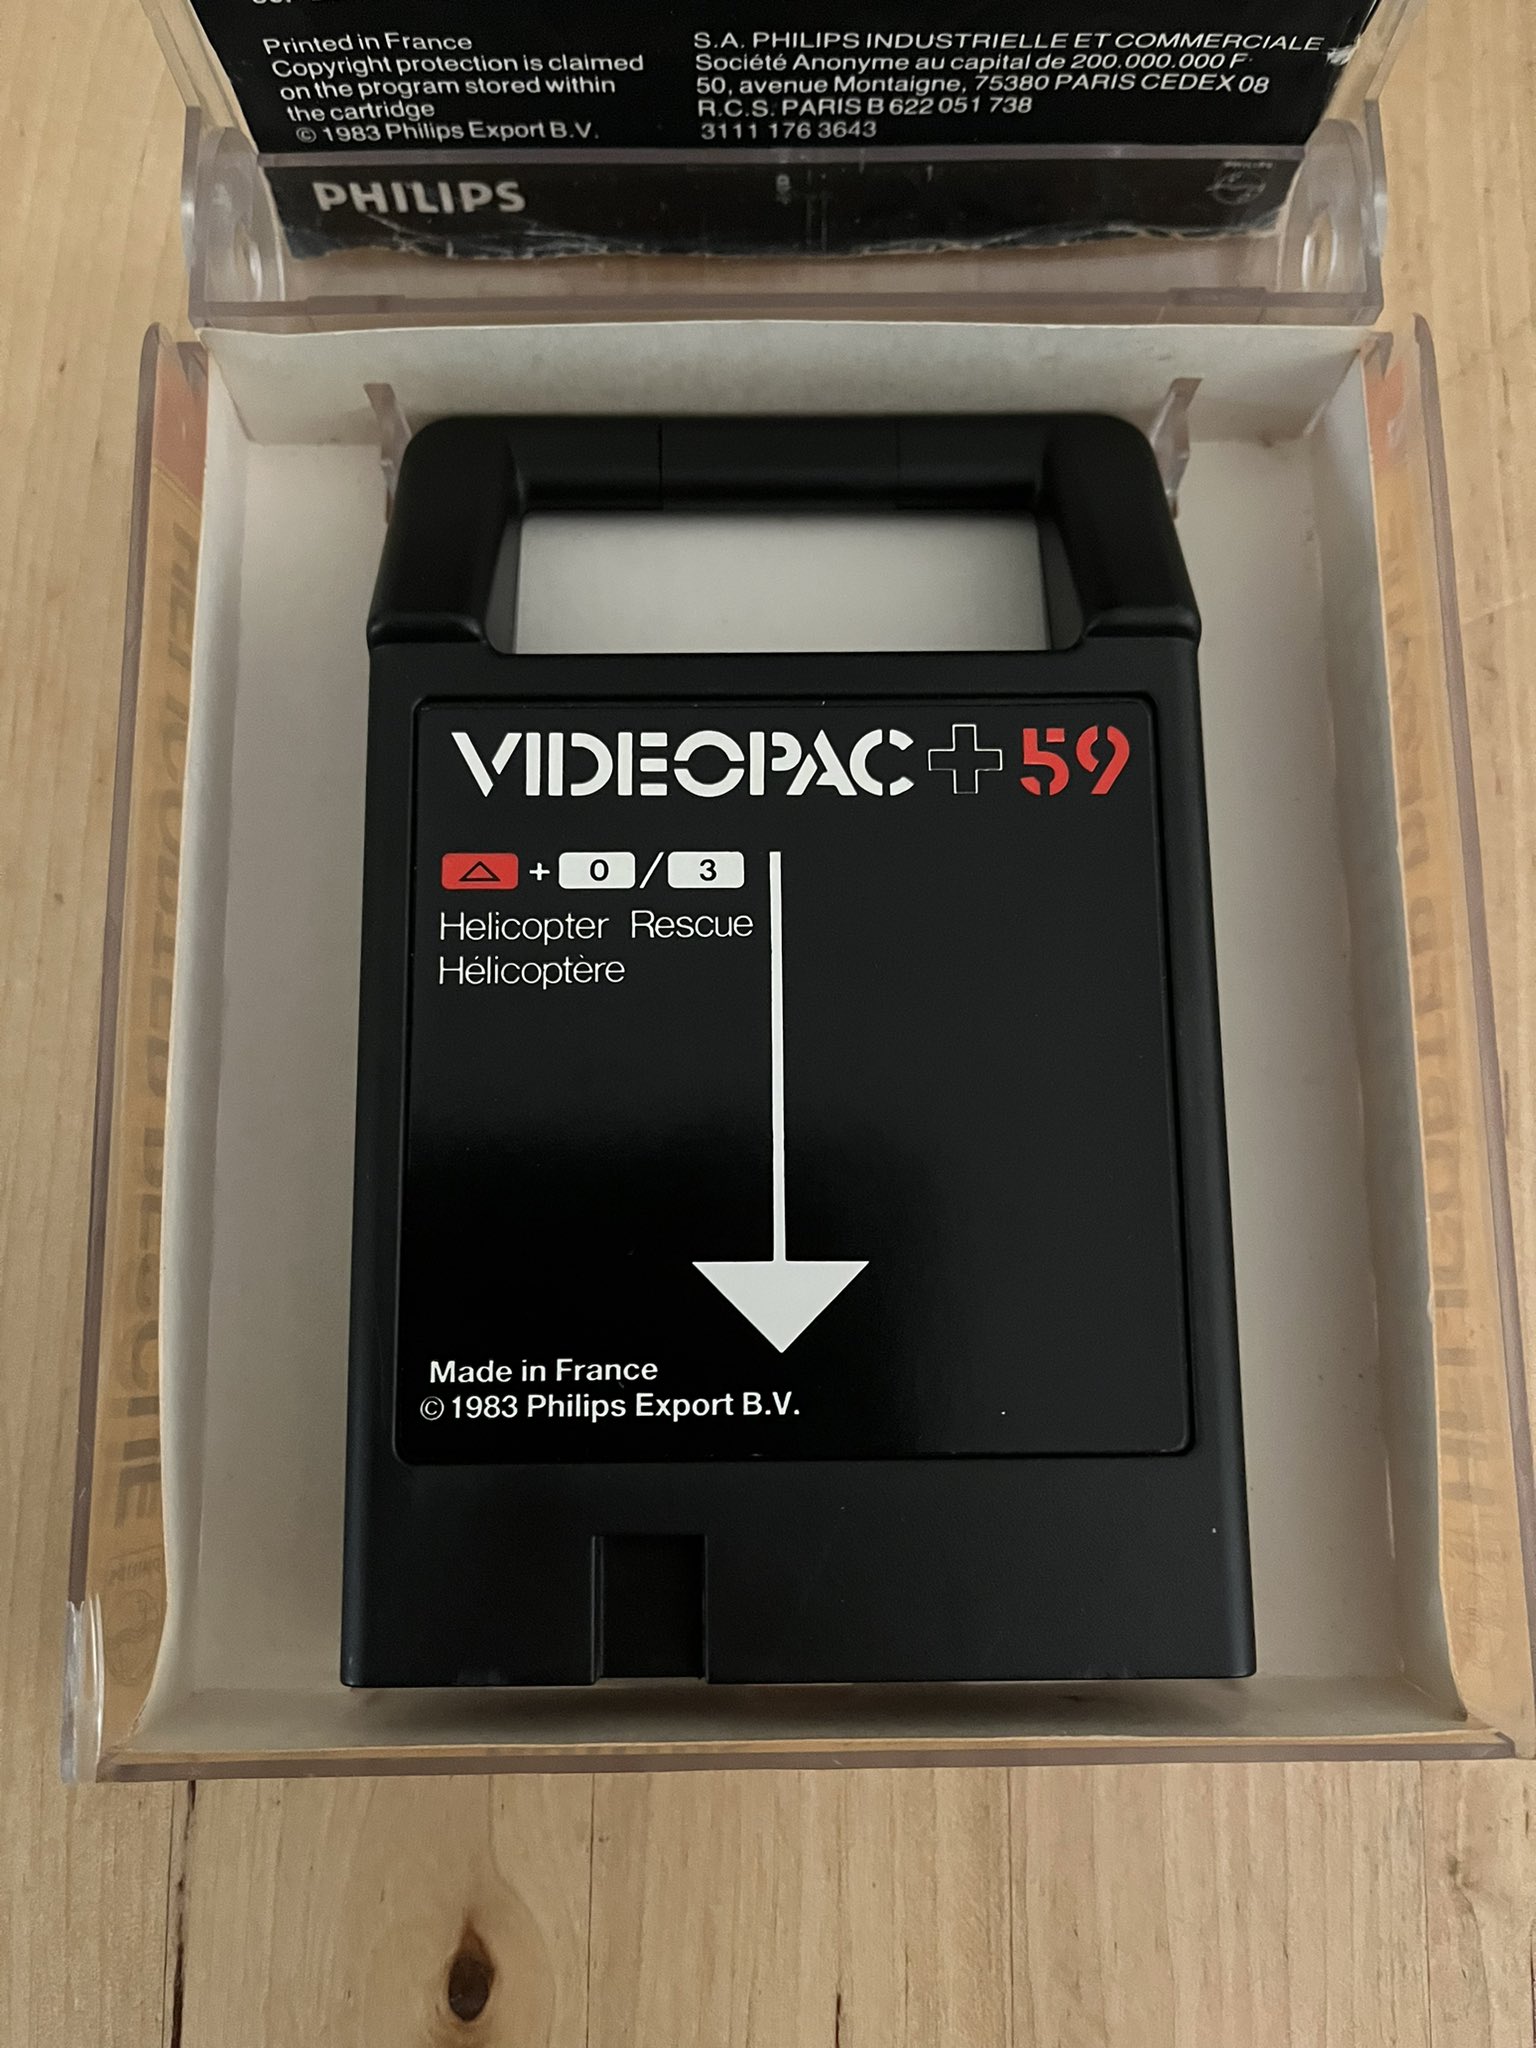 Printed in France
Copyright protection is claimed
on the program stored within
the cartridge
© 1983 Philips Export B.V.
S.A. PHILIPS INDUSTRIELLE ET COMMERCIALE
Société Anonyme au capital de 200.000.000 F
50, avenue Montaigne, 75380 PARIS CEDEX 08
R.C.S. PARIS B 622 051 738
3111 176 3643
PHILIPS
PHILIPS
VIDEOPAC + 59
△ + 0 / 3
Helicopter Rescue
Hélicoptère
Made in France
© 1983 Philips Export B.V.